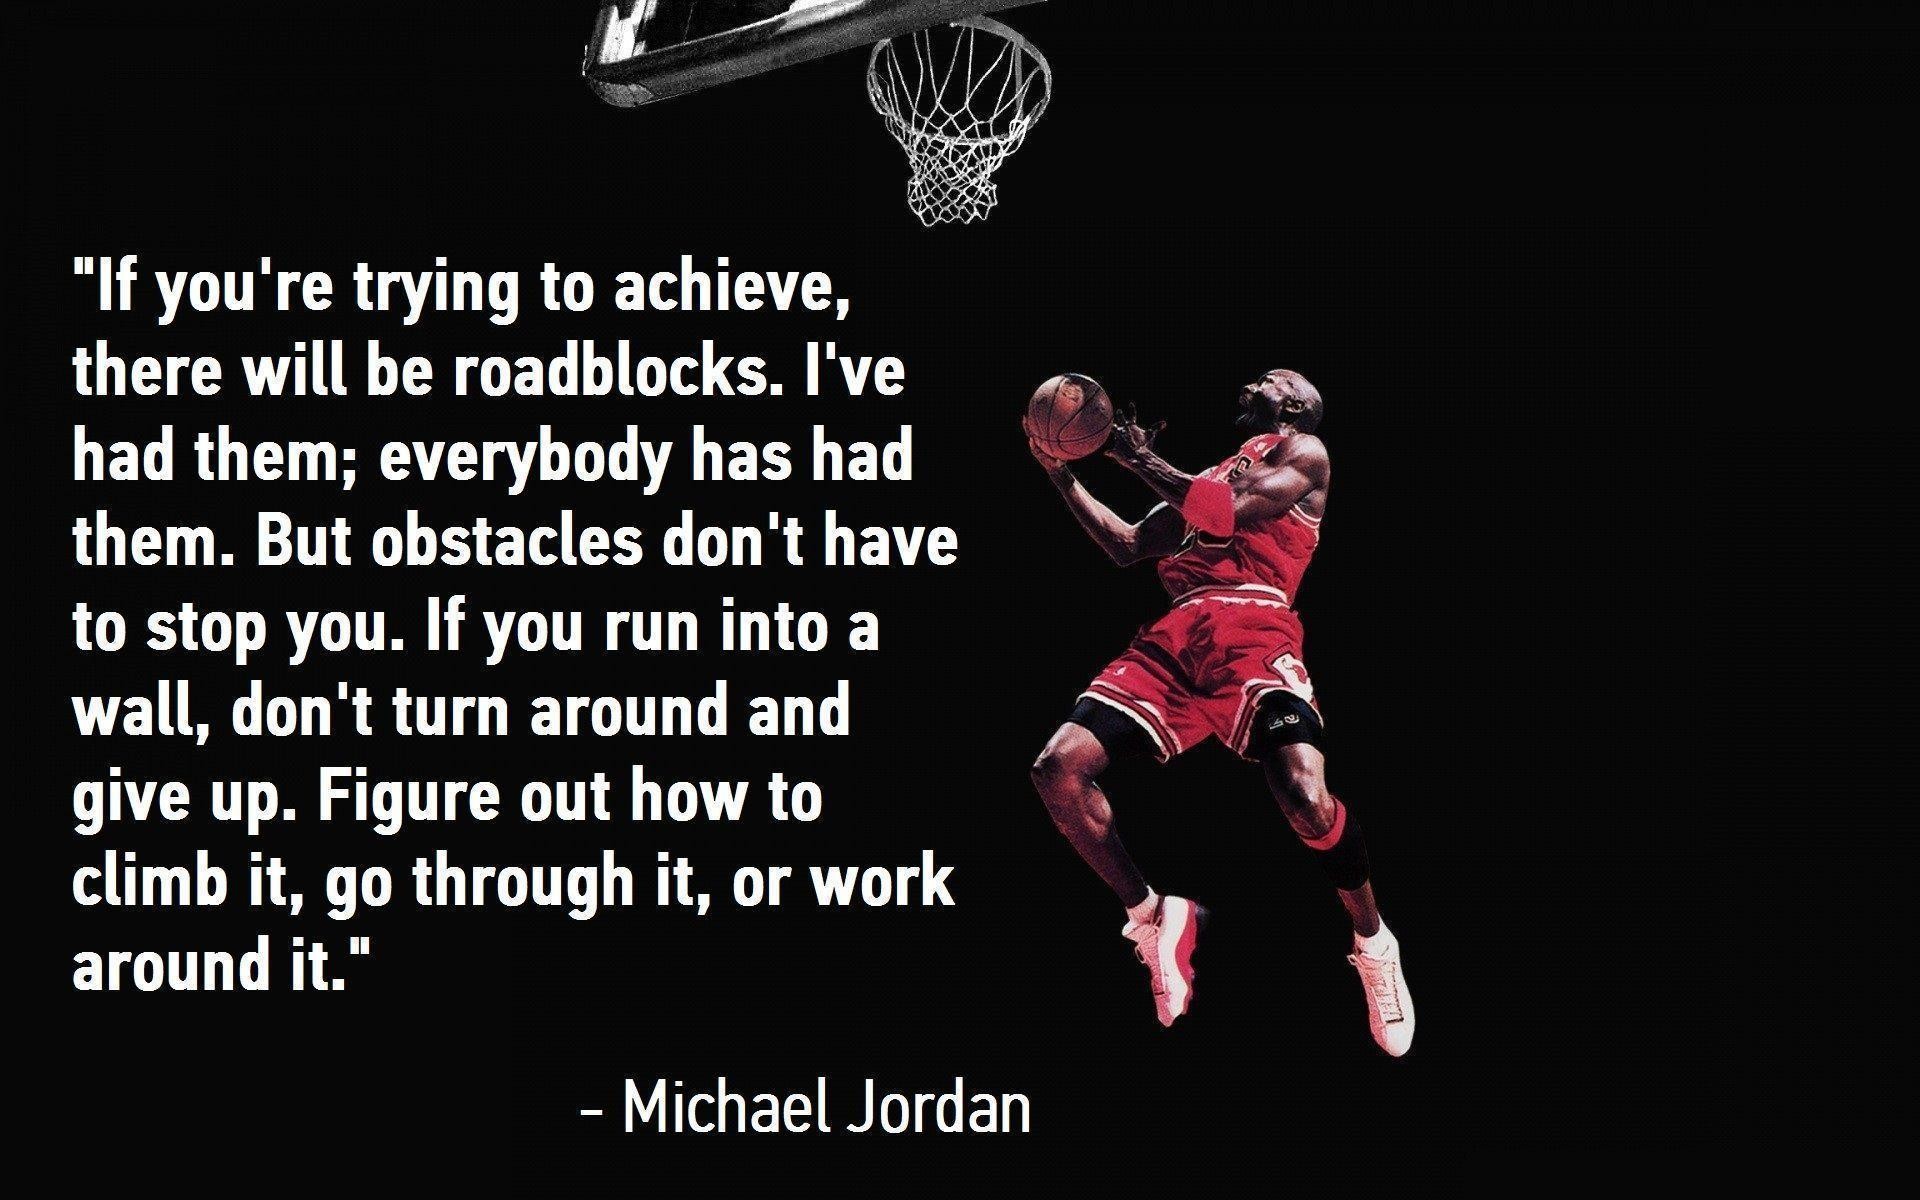 "If you're trying to achieve,
there will be roadblocks. I've
had them; everybody has had
them. But obstacles don't have
to stop you. If you run into a
wall, don't turn around and
give up. Figure out how to
climb it, go through it, or work
around it."
- Michael Jordan